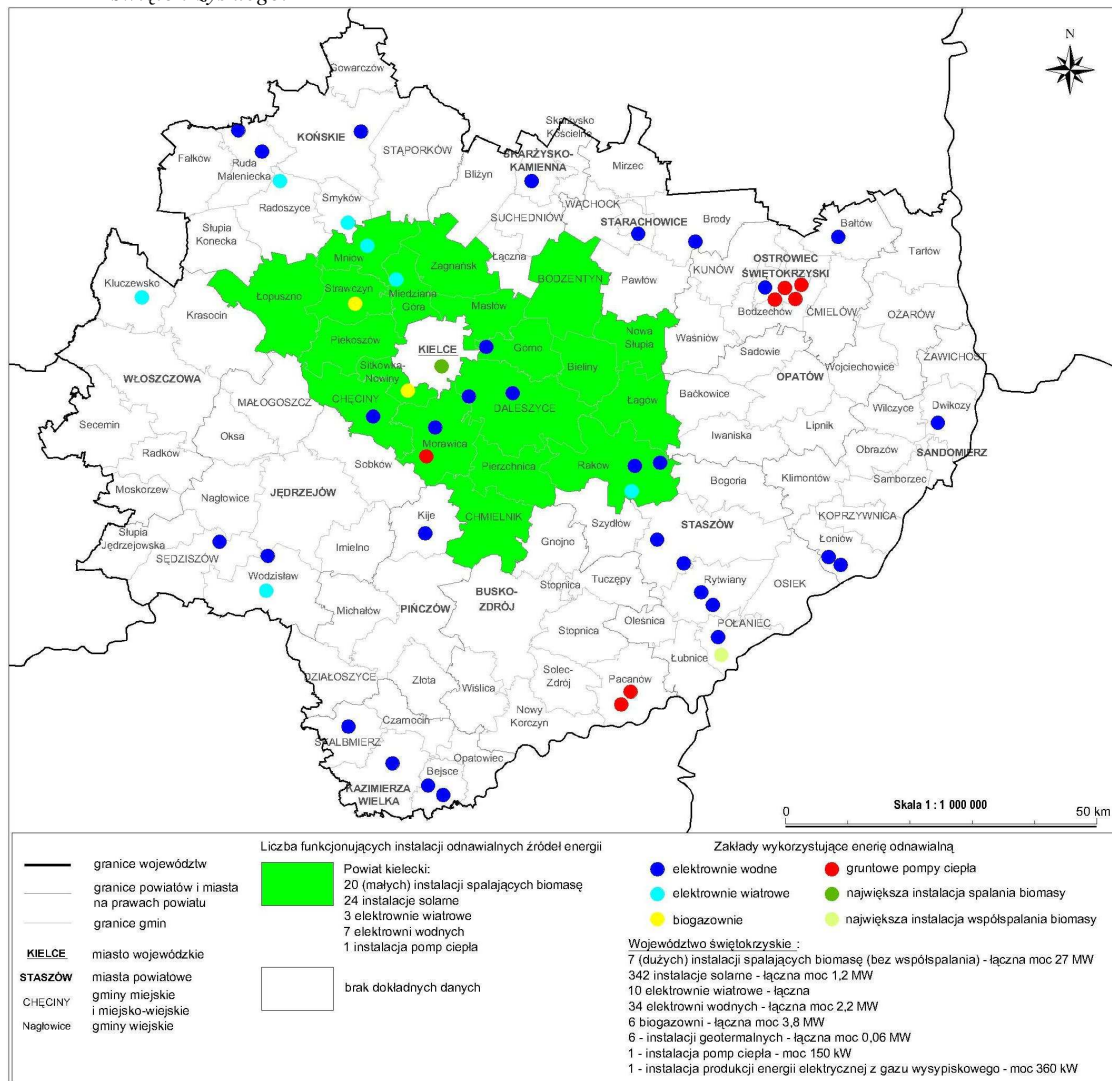 N
Gowarczów
KOŃSKIE
STĄPORKÓW
Fałków
Ruda
Maleniecka
Radoszyce
Smyków
Słupia
Konecka
Skarżysko
Kościelne
SKARŻYSKO-
KAMIENNA
Bliżyn
Mirzec
WĄCHOCK
SUCHEDNIÓW
STARACHOWICE
Brody
Bałtów
Tarłów
Łączna
Mniów
Zagnańsk
BODZENTYN
Pawłów
KUNÓW
OSTROWIEC
ŚWIĘTOKRZYSKI
Bodzechów
ĆMIELÓW
OŻARÓW
Kluczewsko
Krasocin
Łopuszno
Strawczyn
Miedziana
Góra
Masłów
Nowa
Słupia
Waśniów
Sadowie
Wojciechowice
ZAWICHOST
Piekoszów
KIELCE
Górno
Bieliny
OPATÓW
Sitkówka-
Nowiny
WŁOSZCZOWA
MAŁOGOSZCZ
CHĘCINY
DALESZYCE
Łagów
Baćkowice
Wilczyce
Dwikozy
Lipnik
Secemin
Oksa
Morawica
Iwaniska
Obrazów
SANDOMIERZ
Radków
Sobków
Pierzchnica
Raków
Bogoria
Klimontów
Samborzec
Moskorzew
Nagłowice
JĘDRZEJÓW
CHMIELNIK
KOPRZYWNICA
Kije
Szydłów
STASZÓW
Słupia
Jędrzejowska
SĘDZISZÓW
Imielno
Gnojno
Łoniów
Wodzisław
Stopnica
Tuczępy
Rytwiany
OSIEK
Michałów
PIŃCZÓW
BUSKO-
ZDRÓJ
Stopnica
Oleśnica
POŁANIEC
Łubnice
DZIAŁOSZYCE
Złota
Wiślica
Solec-
Zdrój
Pacanów
Czarnocin
Nowy
Korczyn
SKALBMIERZ
Opatowiec
Bejsce
KAZIMIERZA
WIELKA
Skala 1 : 1 000 000
0 50 km
granice województw
granice powiatów i miasta
na prawach powiatu
granice gmin
KIELCE miasto wojewódzkie
STASZÓW miasta powiatowe
CHĘCINY gminy miejskie
i miejsko-wiejskie
Nagłowice gminy wiejskie
Liczba funkcjonujących instalacji odnawialnych źródeł energii
Powiat kielecki:
20 (małych) instalacji spalających biomasę
24 instalacje solarne
3 elektrownie wiatrowe
7 elektrowni wodnych
1 instalacja pomp ciepła
brak dokładnych danych
Zakłady wykorzystujące enerię odnawialną
elektrownie wodne
elektrownie wiatrowe
biogazownie
gruntowe pompy ciepła
największa instalacja spalania biomasy
największa instalacja współspalania biomasy
Województwo świętokrzyskie :
7 (dużych) instalacji spalających biomasę (bez współspalania) - łączna moc 27 MW
342 instalacje solarne - łączna moc 1,2 MW
10 elektrownie wiatrowe - łączna
34 elektrowni wodnych - łączna moc 2,2 MW
6 biogazowni - łączna moc 3,8 MW
6 - instalacji geotermalnych - łączna moc 0,06 MW
1 - instalacja pomp ciepła - moc 150 kW
1 - instalacja produkcji energii elektrycznej z gazu wysypiskowego - moc 360 kW